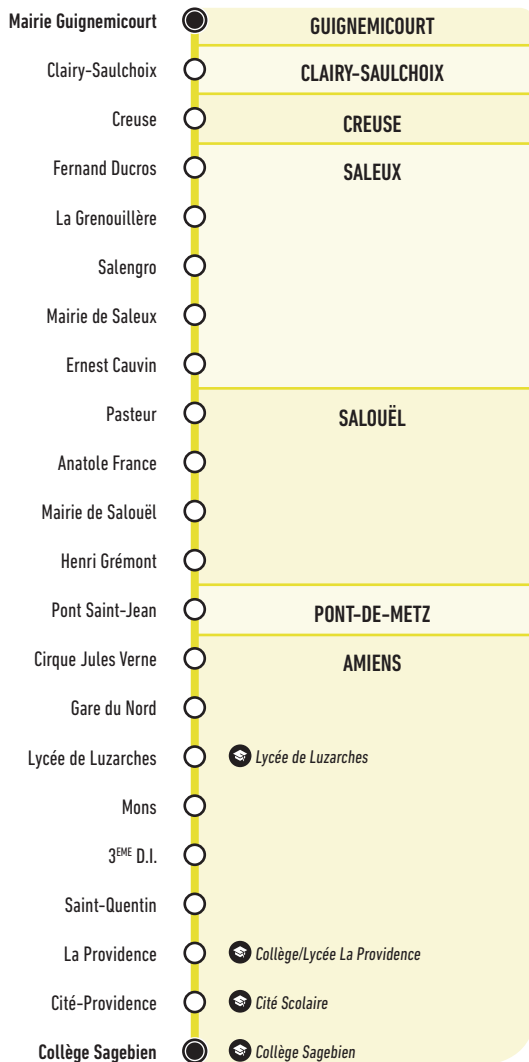 Mairie Guignemicourt GUIGNEMICOURT
Clairy-Saulchoix CLAIRY-SAULCHOIX
Creuse CREUSE
Fernand Ducros SALEUX
La Grenouillère
Salengro
Mairie de Saleux
Ernest Cauvin
Pasteur SALOUËL
Anatole France
Mairie de Salouël
Henri Grémont
Pont Saint-Jean PONT-DE-METZ
Cirque Jules Verne AMIENS
Gare du Nord
Lycée de Luzarches Lycée de Luzarches
Mons
3EME D.I.
Saint-Quentin
La Providence Collège/Lycée La Providence
Cité-Providence Cité Scolaire
Collège Sagebien Collège Sagebien